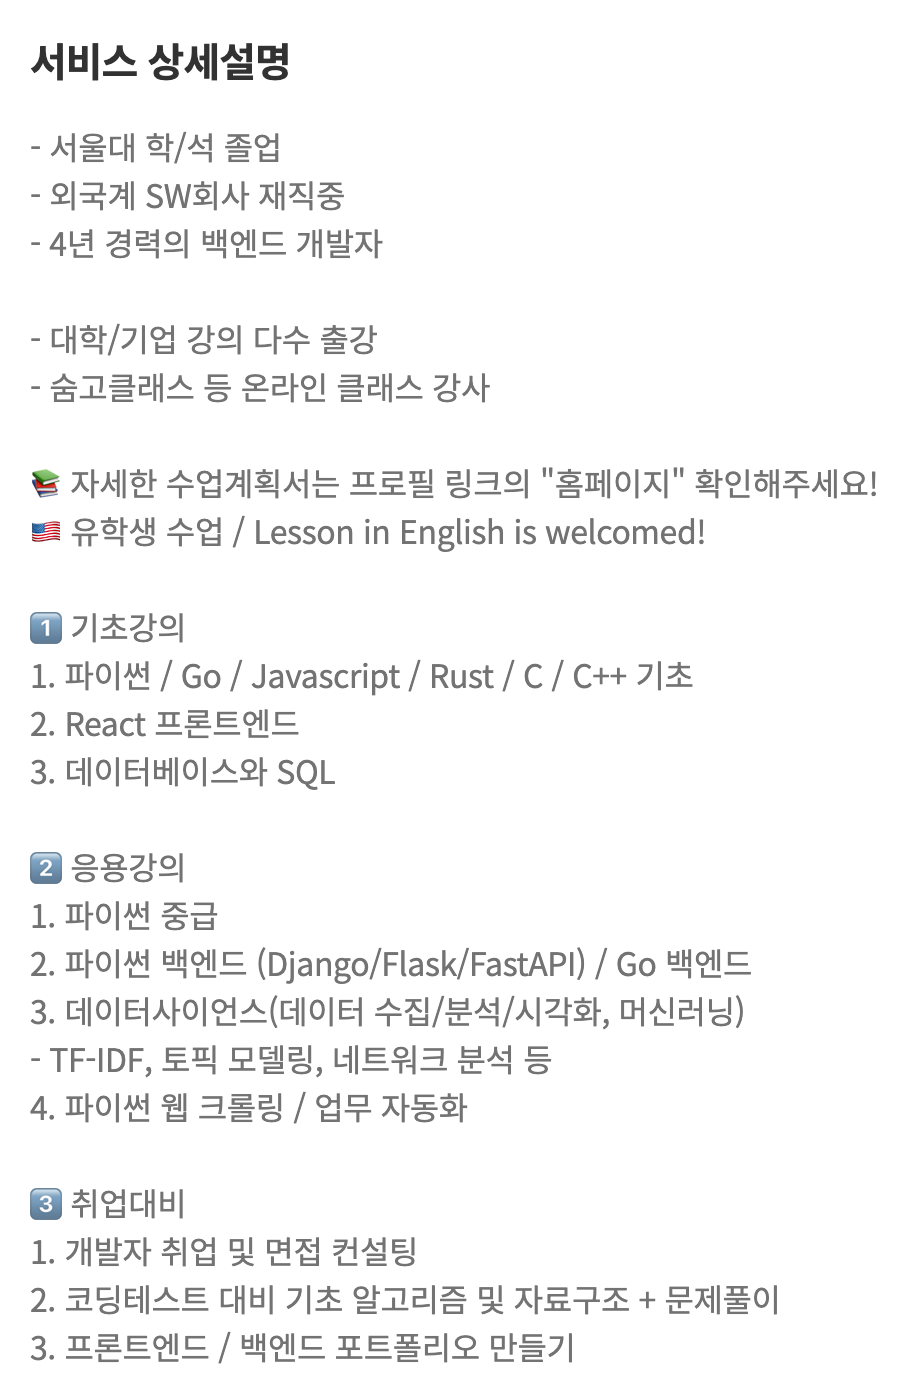 서비스 상세설명
- 서울대 학/석 졸업
- 외국계 SW회사 재직중
- 4년 경력의 백엔드 개발자
- 대학/기업 강의 다수 출강
- 숨고클래스 등 온라인 클래스 강사
📚 자세한 수업계획서는 프로필 링크의 "홈페이지" 확인해주세요!
🇺🇸 유학생 수업 / Lesson in English is welcomed!
1️⃣ 기초강의
1. 파이썬 / Go / Javascript / Rust / C / C++ 기초
2. React 프론트엔드
3. 데이터베이스와 SQL
2️⃣ 응용강의
1. 파이썬 중급
2. 파이썬 백엔드 (Django/Flask/FastAPI) / Go 백엔드
3. 데이터사이언스(데이터 수집/분석/시각화, 머신러닝)
- TF-IDF, 토픽 모델링, 네트워크 분석 등
4. 파이썬 웹 크롤링 / 업무 자동화
3️⃣ 취업대비
1. 개발자 취업 및 면접 컨설팅
2. 코딩테스트 대비 기초 알고리즘 및 자료구조 + 문제풀이
3. 프론트엔드 / 백엔드 포트폴리오 만들기